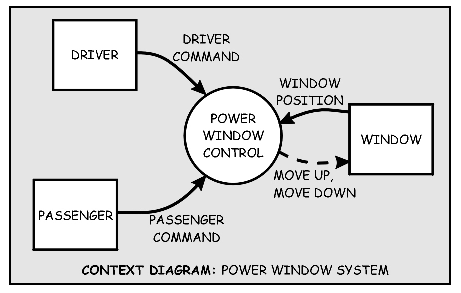 DRIVER
DRIVER
COMMAND
WINDOW
POSITION
POWER
WINDOW
CONTROL
WINDOW
MOVE UP,
MOVE DOWN
PASSENGER
PASSENGER
COMMAND
CONTEXT DIAGRAM: POWER WINDOW SYSTEM